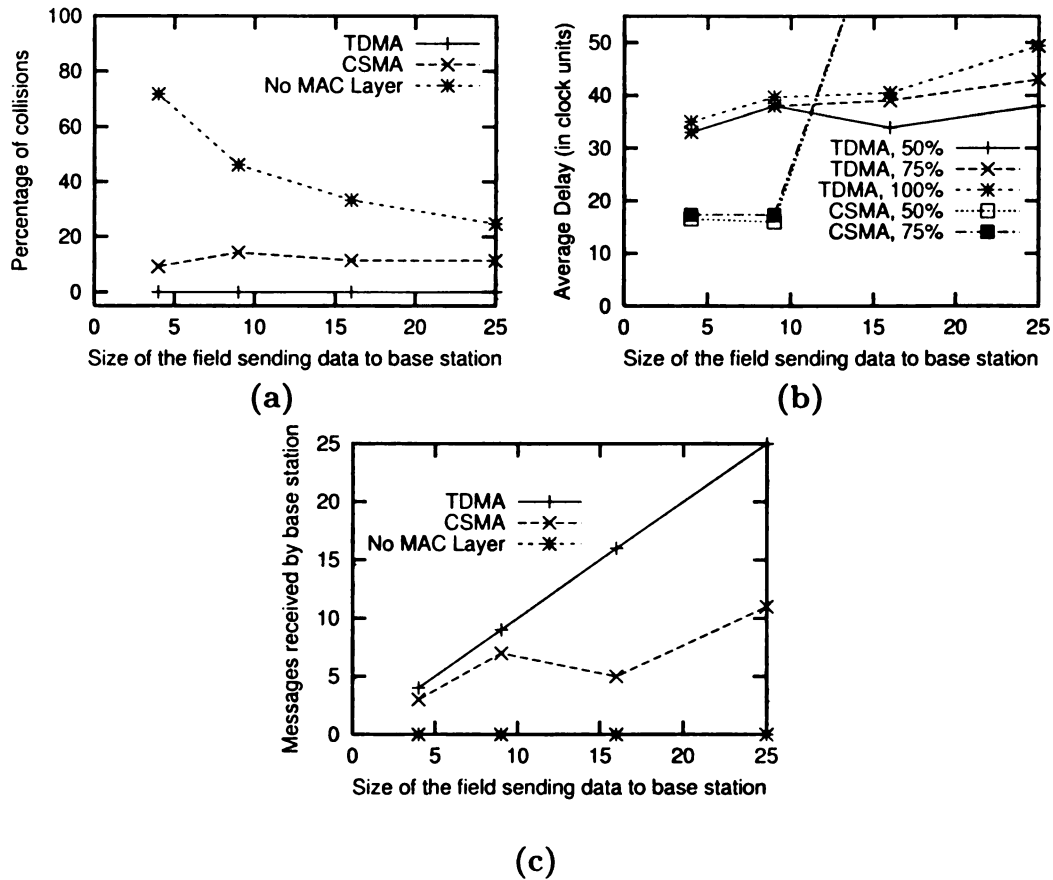 Percentage of collisions
100
80
60
40
20
0
TDMA
CSMA
No MAC Layer
0 5 10 15 20 25
Size of the field sending data to base station
(a)
Average Delay (in clock units)
50
40
30
20
10
0
TDMA, 50%
TDMA, 75%
TDMA, 100%
CSMA, 50%
CSMA, 75%
0 5 10 15 20 25
Size of the field sending data to base station
(b)
Messages received by base station
25
20
15
10
5
0
TDMA
CSMA
No MAC Layer
0 5 10 15 20 25
Size of the field sending data to base station
(c)